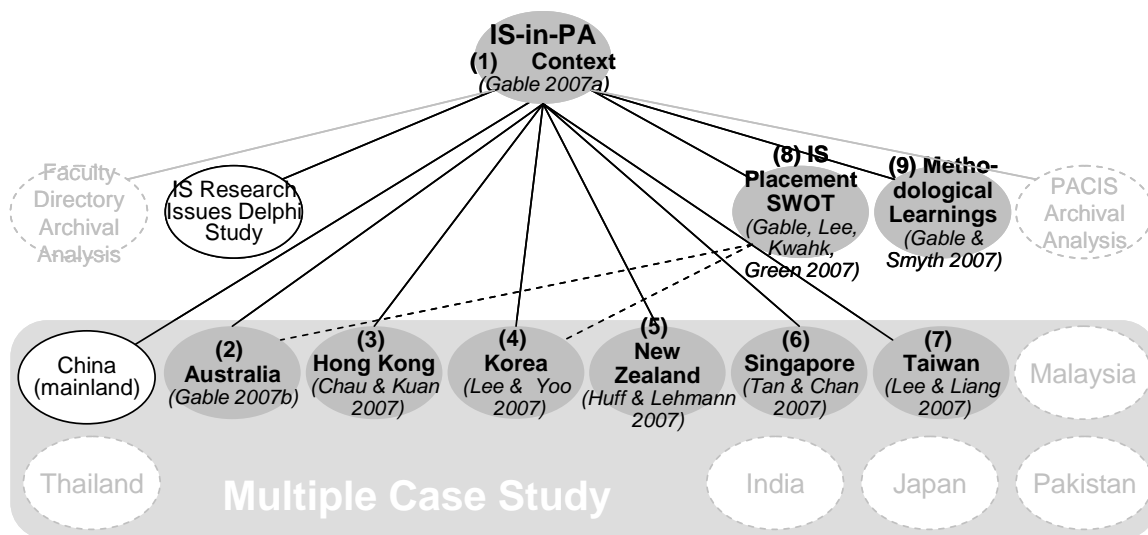 IS-in-PA
(1) Context
(Gable 2007a)
Faculty
Directory
Archival
Analysis
IS Research
Issues Delphi
Study
(8) IS
Placement
SWOT
(Gable, Lee,
Kwahk,
Green 2007)
(9) Metho-
dological
Learnings
(Gable &
Smyth 2007)
PACIS
Archival
Analysis
China
(mainland)
(2)
Australia
(Gable 2007b)
(3)
Hong Kong
(Chau & Kuan
2007)
(4)
Korea
(Lee & Yoo
2007)
(5)
New
Zealand
(Huff & Lehmann
2007)
(6)
Singapore
(Tan & Chan
2007)
(7)
Taiwan
(Lee & Liang
2007)
Malaysia
Thailand
Multiple Case Study
India
Japan
Pakistan